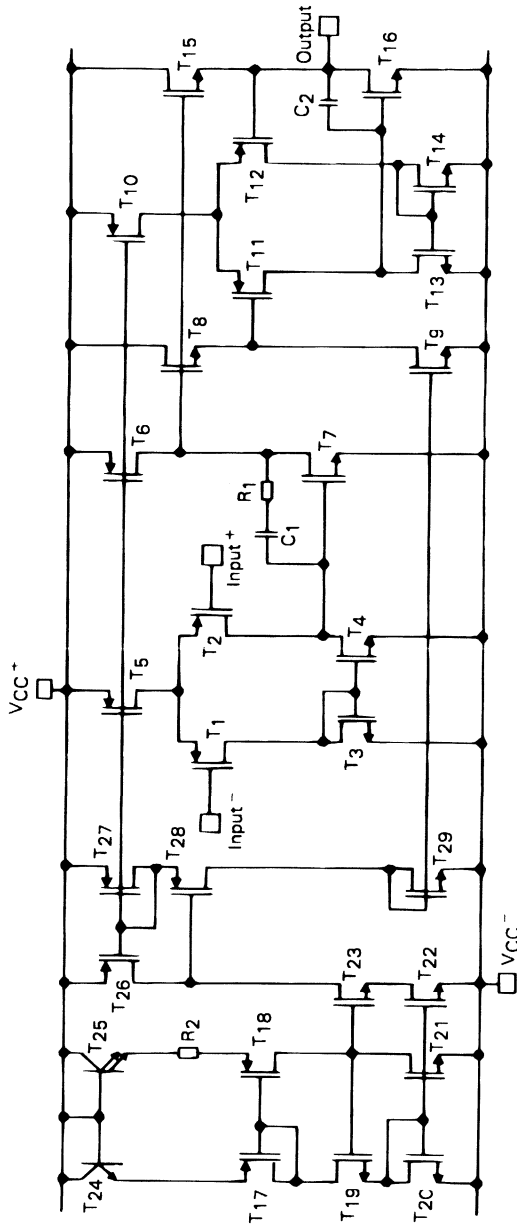 VCC+
T24
T25
R2
T17
T18
T19
T20
T21
T22
T23
T26
T27
T28
T29
T5
T1
T2
Input-
Input+
T3
T4
C1
R1
T6
T7
T8
T9
T10
T11
T12
T13
T14
T15
C2
T16
Output
VCC-